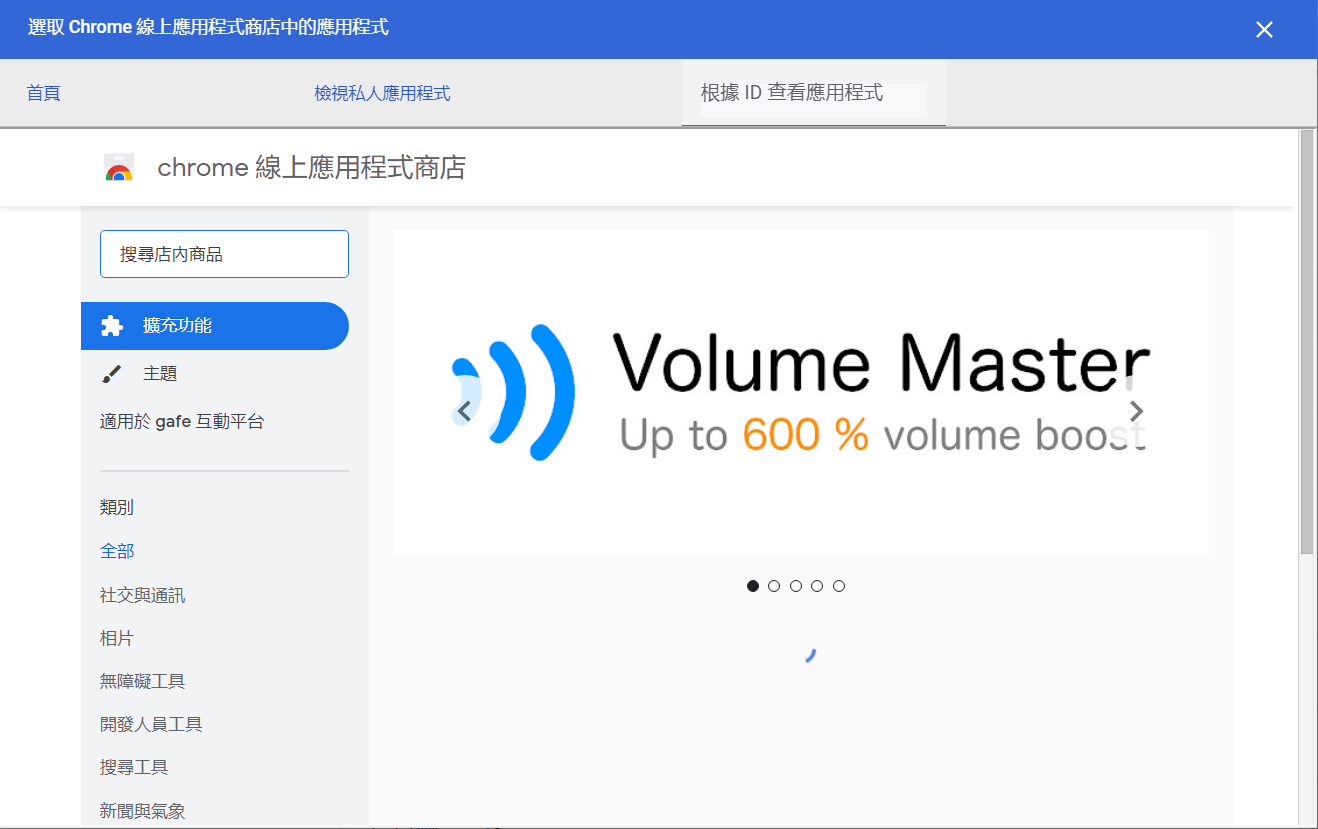 選取 Chrome 線上應用程式商店中的應用程式
首頁
檢視私人應用程式
根據 ID 查看應用程式
chrome 線上應用程式商店
搜尋店內商品
擴充功能
主題
適用於 gafe 互動平台
類別
全部
社交與通訊
相片
無障礙工具
開發人員工具
搜尋工具
新聞與氣象
Volume Master
Up to 600 % volume boost